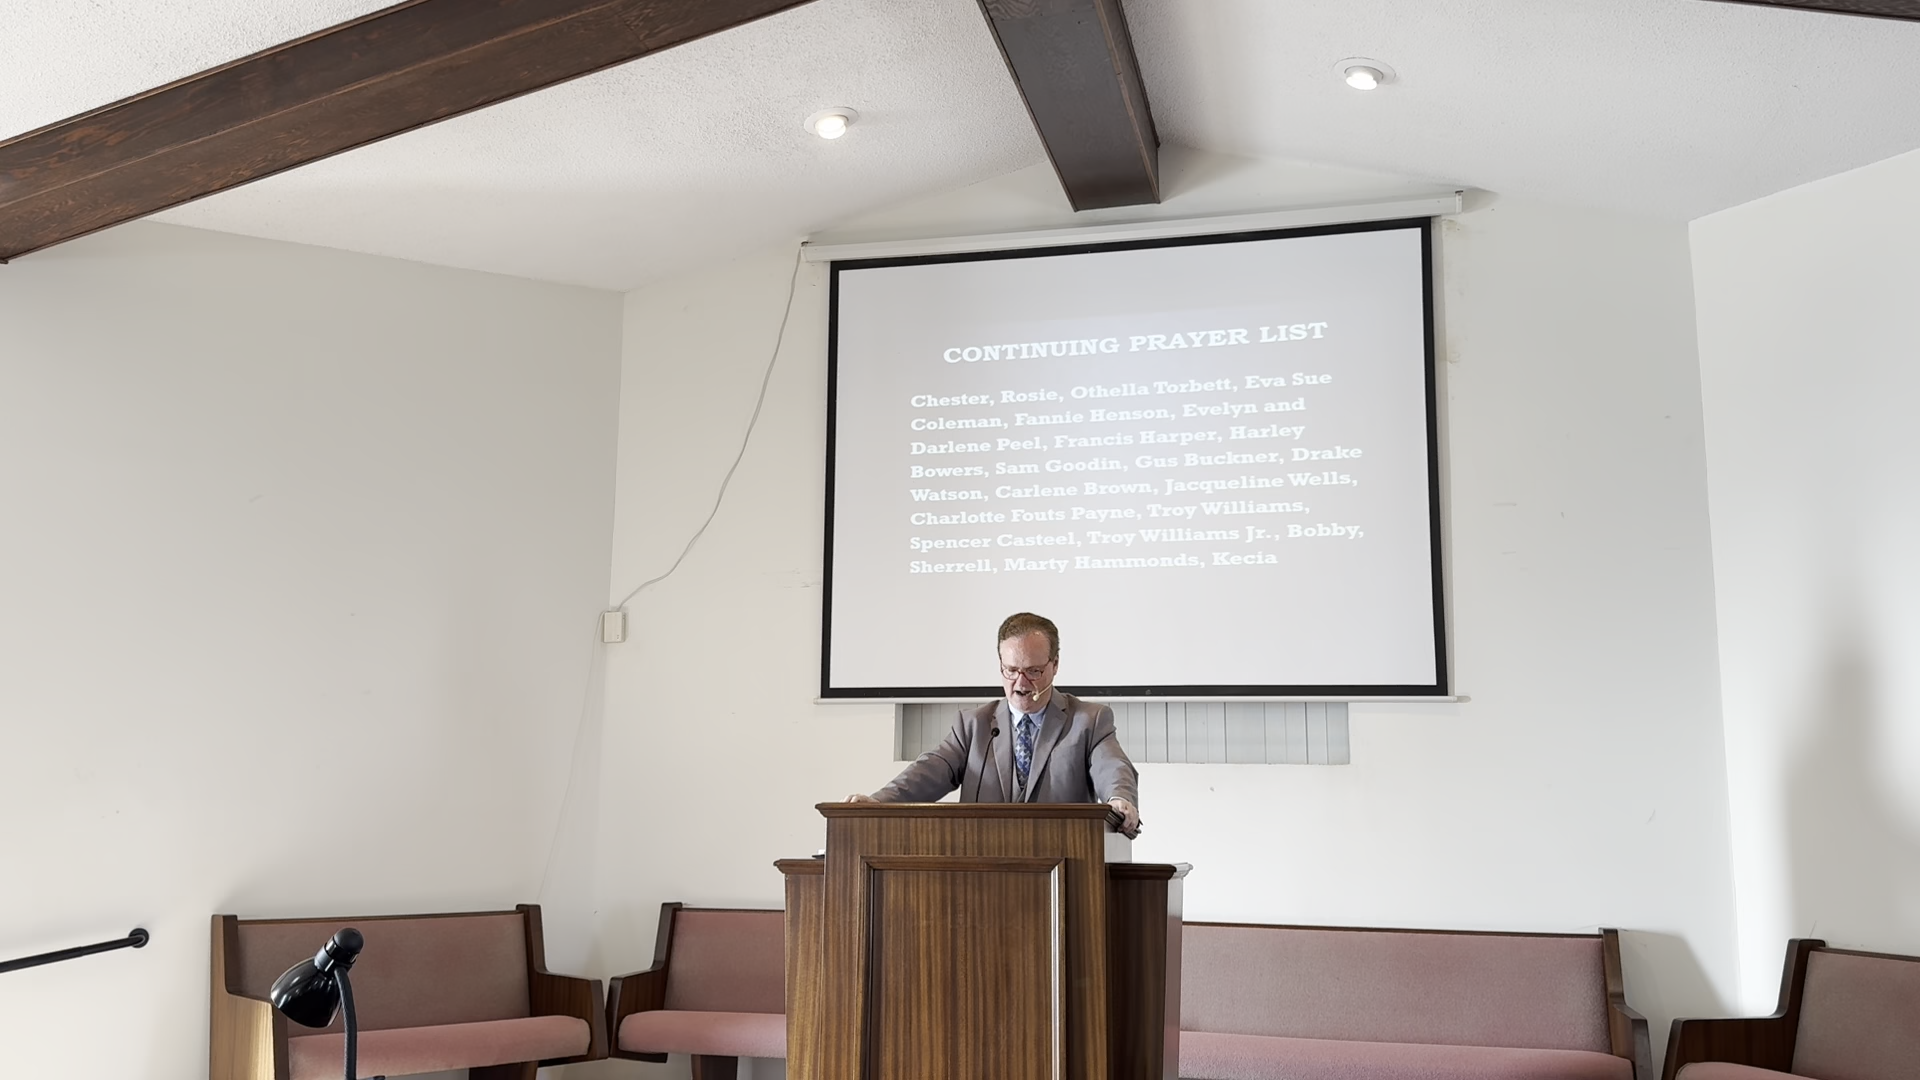 CONTINUING PRAYER LIST
Chester, Rosie, Othella Torbett, Eva Sue
Coleman, Fannie Henson, Evelyn and
Darlene Peel, Francis Harper, Harley
Bowers, Sam Goodin, Gus Buckner, Drake
Watson, Carlene Brown, Jacqueline Wells,
Charlotte Fouts Payne, Troy Williams,
Spencer Casteel, Troy Williams Jr., Bobby,
Sherrell, Marty Hammonds, Kecia